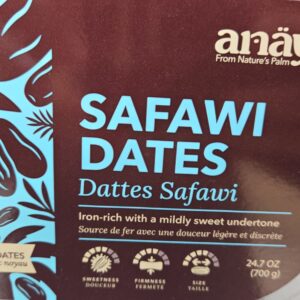 anäy
From Nature's Palm
SAFAWI
DATES
Dattes Safawi
Iron-rich with a mildly sweet undertone
Source de fer avec une douceur légère et discrète
SWEETNESS
DOUCEUR
FIRMNESS
FERMETÉ
SIZE
TAILLE
24.7 OZ
(700 g)
DATES
noyau